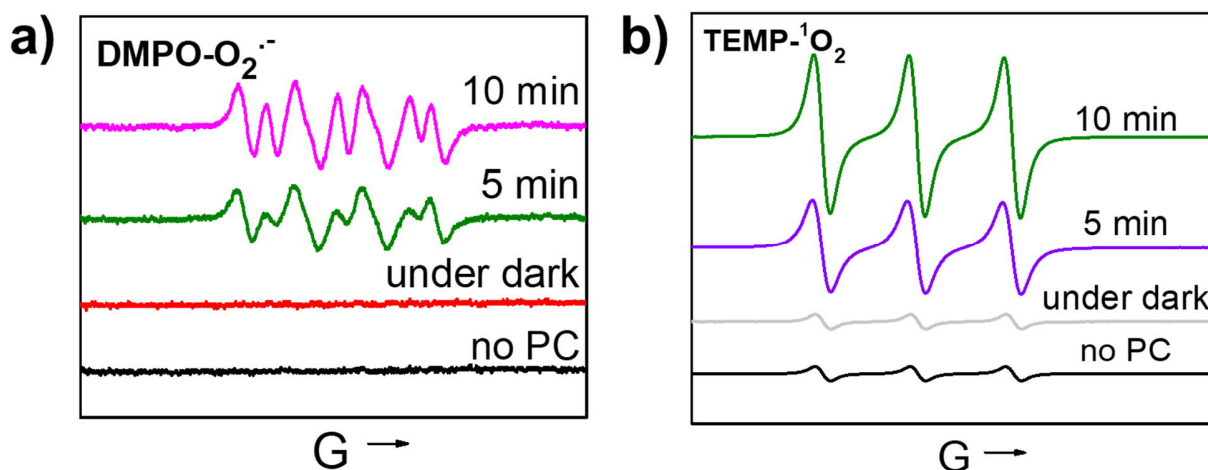 a)
DMPO-O₂·⁻
10 min
5 min
under dark
no PC
G →
b)
TEMP-¹O₂
10 min
5 min
under dark
no PC
G →